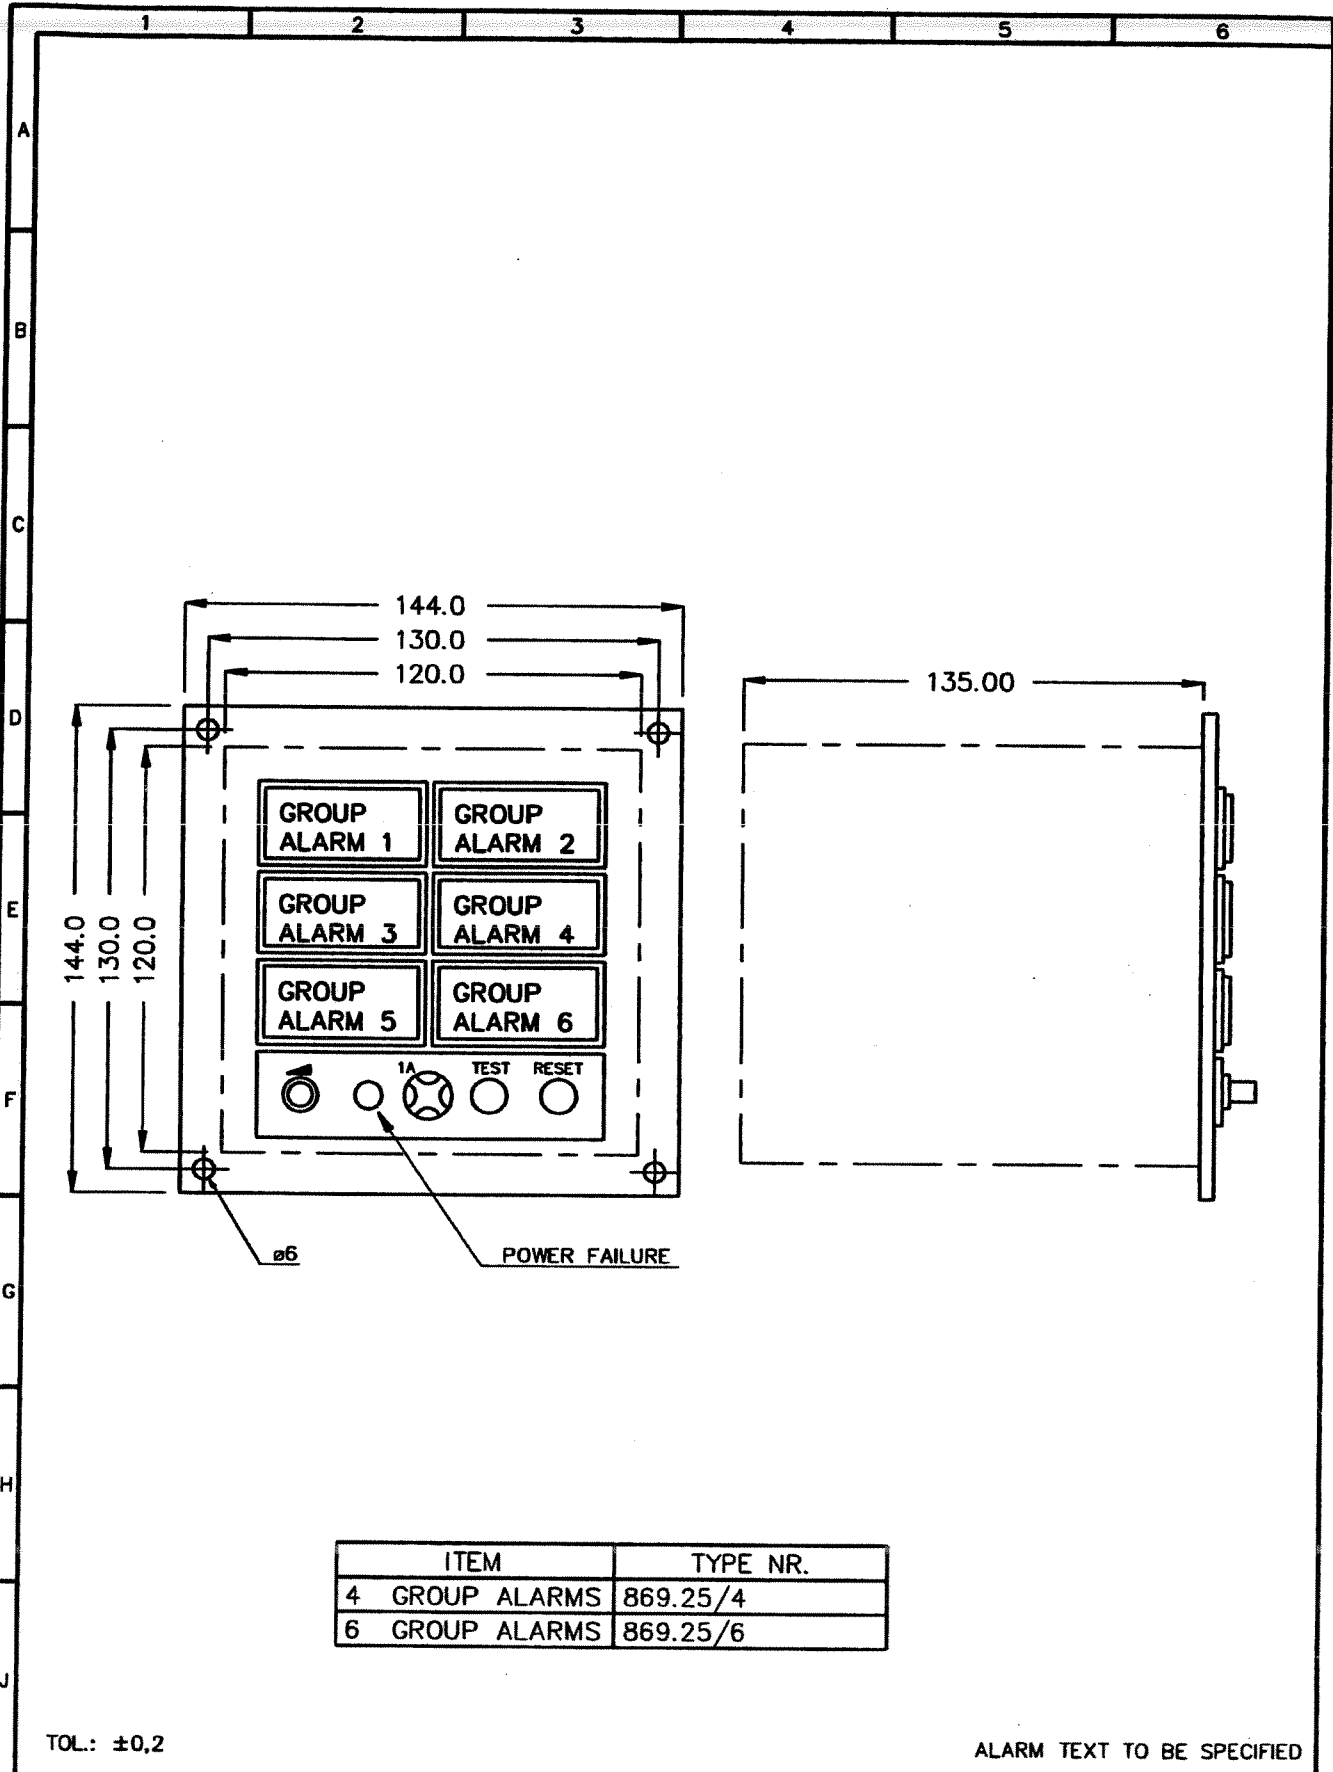 1 2 3 4 5 6
A
B
C
D
E
F
G
H
J
144.0
130.0
120.0
135.00
144.0
130.0
120.0
GROUP
ALARM 1
GROUP
ALARM 2
GROUP
ALARM 3
GROUP
ALARM 4
GROUP
ALARM 5
GROUP
ALARM 6
1A TEST RESET
ø6
POWER FAILURE
ITEM TYPE NR.
4 GROUP ALARMS 869.25/4
6 GROUP ALARMS 869.25/6
TOL.: ±0,2
ALARM TEXT TO BE SPECIFIED